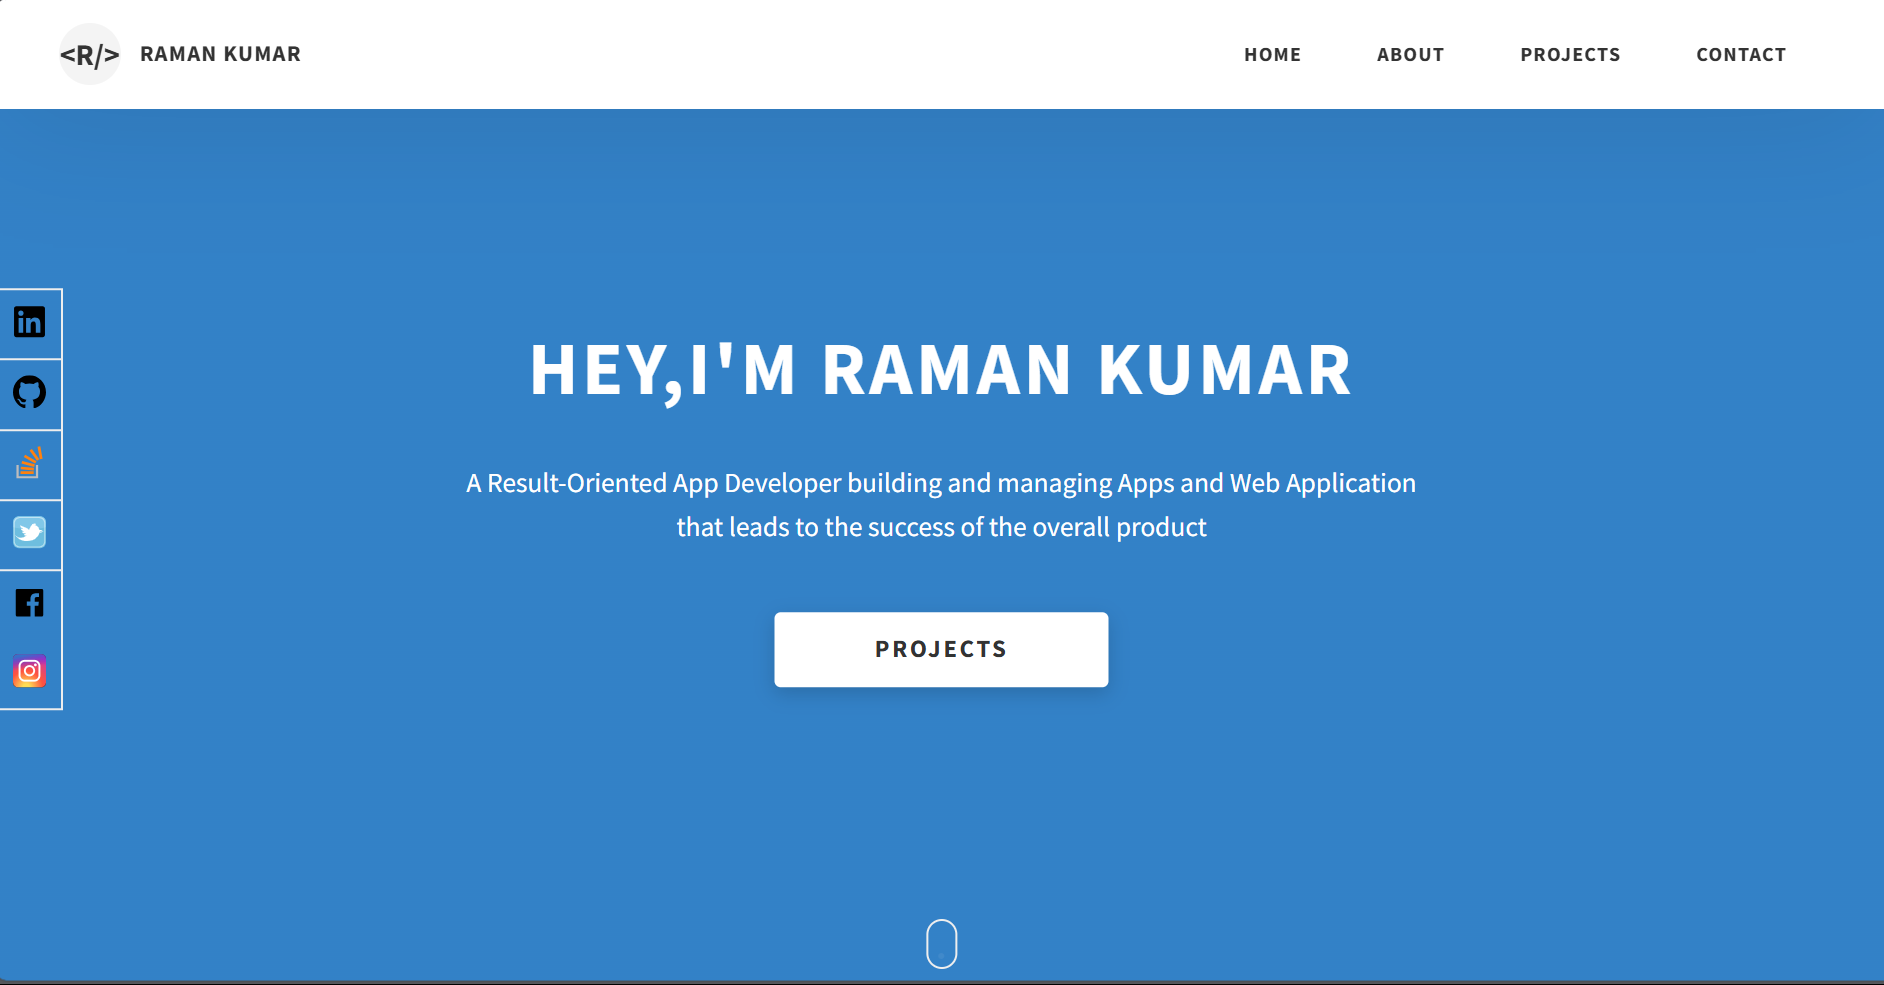 <R/> RAMAN KUMAR
HOME ABOUT PROJECTS CONTACT
HEY,I'M RAMAN KUMAR
A Result-Oriented App Developer building and managing Apps and Web Application
that leads to the success of the overall product
PROJECTS